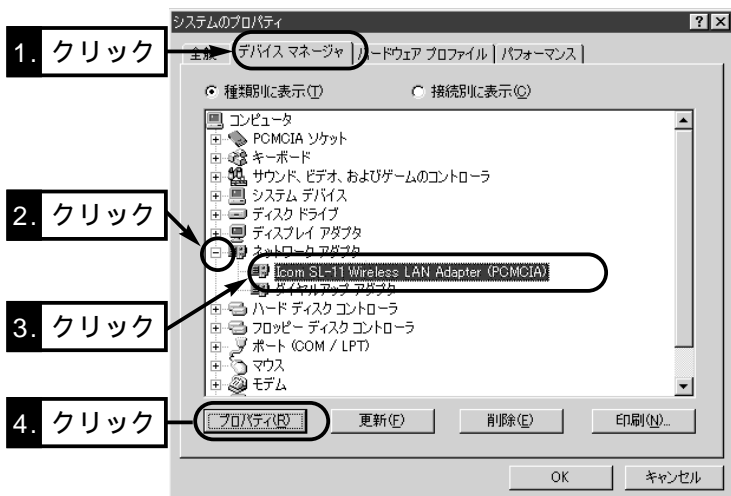 システムのプロパティ
1. クリック
全般 デバイス マネージャ ハードウェア プロファイル パフォーマンス
種類別に表示(T) 接続別に表示(C)
コンピュータ
PCMCIA ソケット
キーボード
サウンド、ビデオ、およびゲームのコントローラ
システム デバイス
ディスク ドライブ
2. クリック
ディスプレイ アダプタ
ネットワーク アダプタ
Icom SL-11 Wireless LAN Adapter (PCMCIA)
ダイヤルアップ アダプタ
3. クリック
ハード ディスク コントローラ
フロッピー ディスク コントローラ
ポート (COM / LPT)
マウス
モデム
4. クリック
プロパティ(R) 更新(F) 削除(E) 印刷(N)...
OK キャンセル